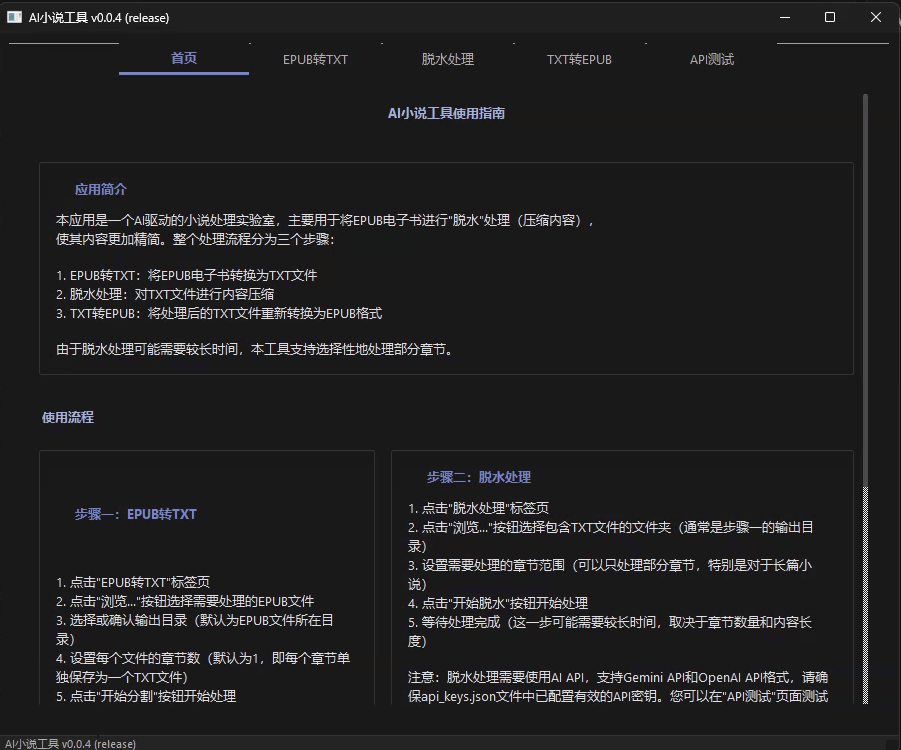 AI小说工具 v0.0.4 (release)
首页
EPUB转TXT
脱水处理
TXT转EPUB
API测试
AI小说工具使用指南
应用简介
本应用是一个AI驱动的小说处理实验室，主要用于将EPUB电子书进行"脱水"处理（压缩内容），
使其内容更加精简。整个处理流程分为三个步骤：
1. EPUB转TXT：将EPUB电子书转换为TXT文件
2. 脱水处理：对TXT文件进行内容压缩
3. TXT转EPUB：将处理后的TXT文件重新转换为EPUB格式
由于脱水处理可能需要较长时间，本工具支持选择性地处理部分章节。
使用流程
步骤一：EPUB转TXT
1. 点击"EPUB转TXT"标签页
2. 点击"浏览..."按钮选择需要处理的EPUB文件
3. 选择或确认输出目录（默认为EPUB文件所在目
录）
4. 设置每个文件的章节数（默认为1，即每个章节单
独保存为一个TXT文件）
5. 点击"开始分割"按钮开始处理
步骤二：脱水处理
1. 点击"脱水处理"标签页
2. 点击"浏览..."按钮选择包含TXT文件的文件夹（通常是步骤一的输出目
录）
3. 设置需要处理的章节范围（可以只处理部分章节，特别是对于长篇小
说）
4. 点击"开始脱水"按钮开始处理
5. 等待处理完成（这一步可能需要较长时间，取决于章节数量和内容长
度）
注意：脱水处理需要使用AI API，支持Gemini API和OpenAI API格式，请确
保api_keys.json文件中已配置有效的API密钥。您可以在"API测试"页面测试
AI小说工具 v0.0.4 (release)